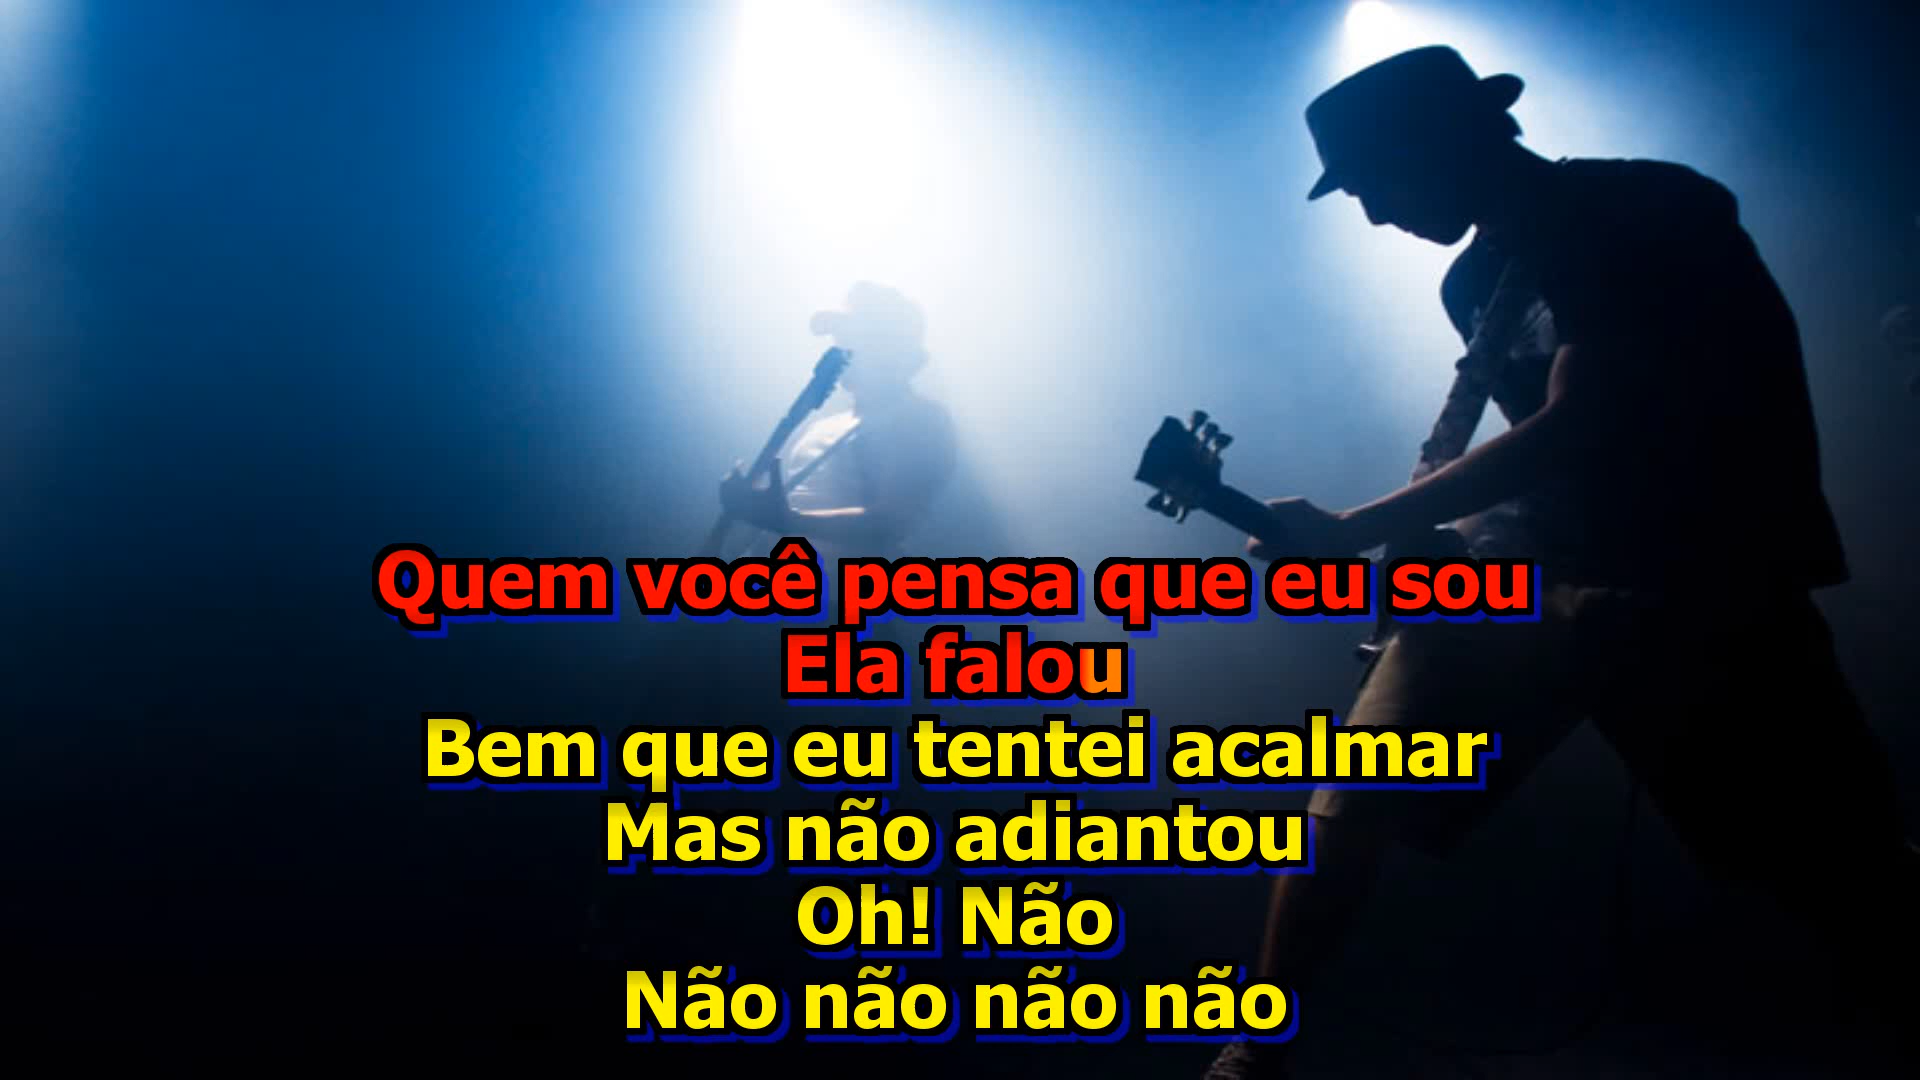 Quem você pensa que eu sou
Ela falou
Bem que eu tentei acalmar
Mas não adiantou
Oh! Não
Não não não não